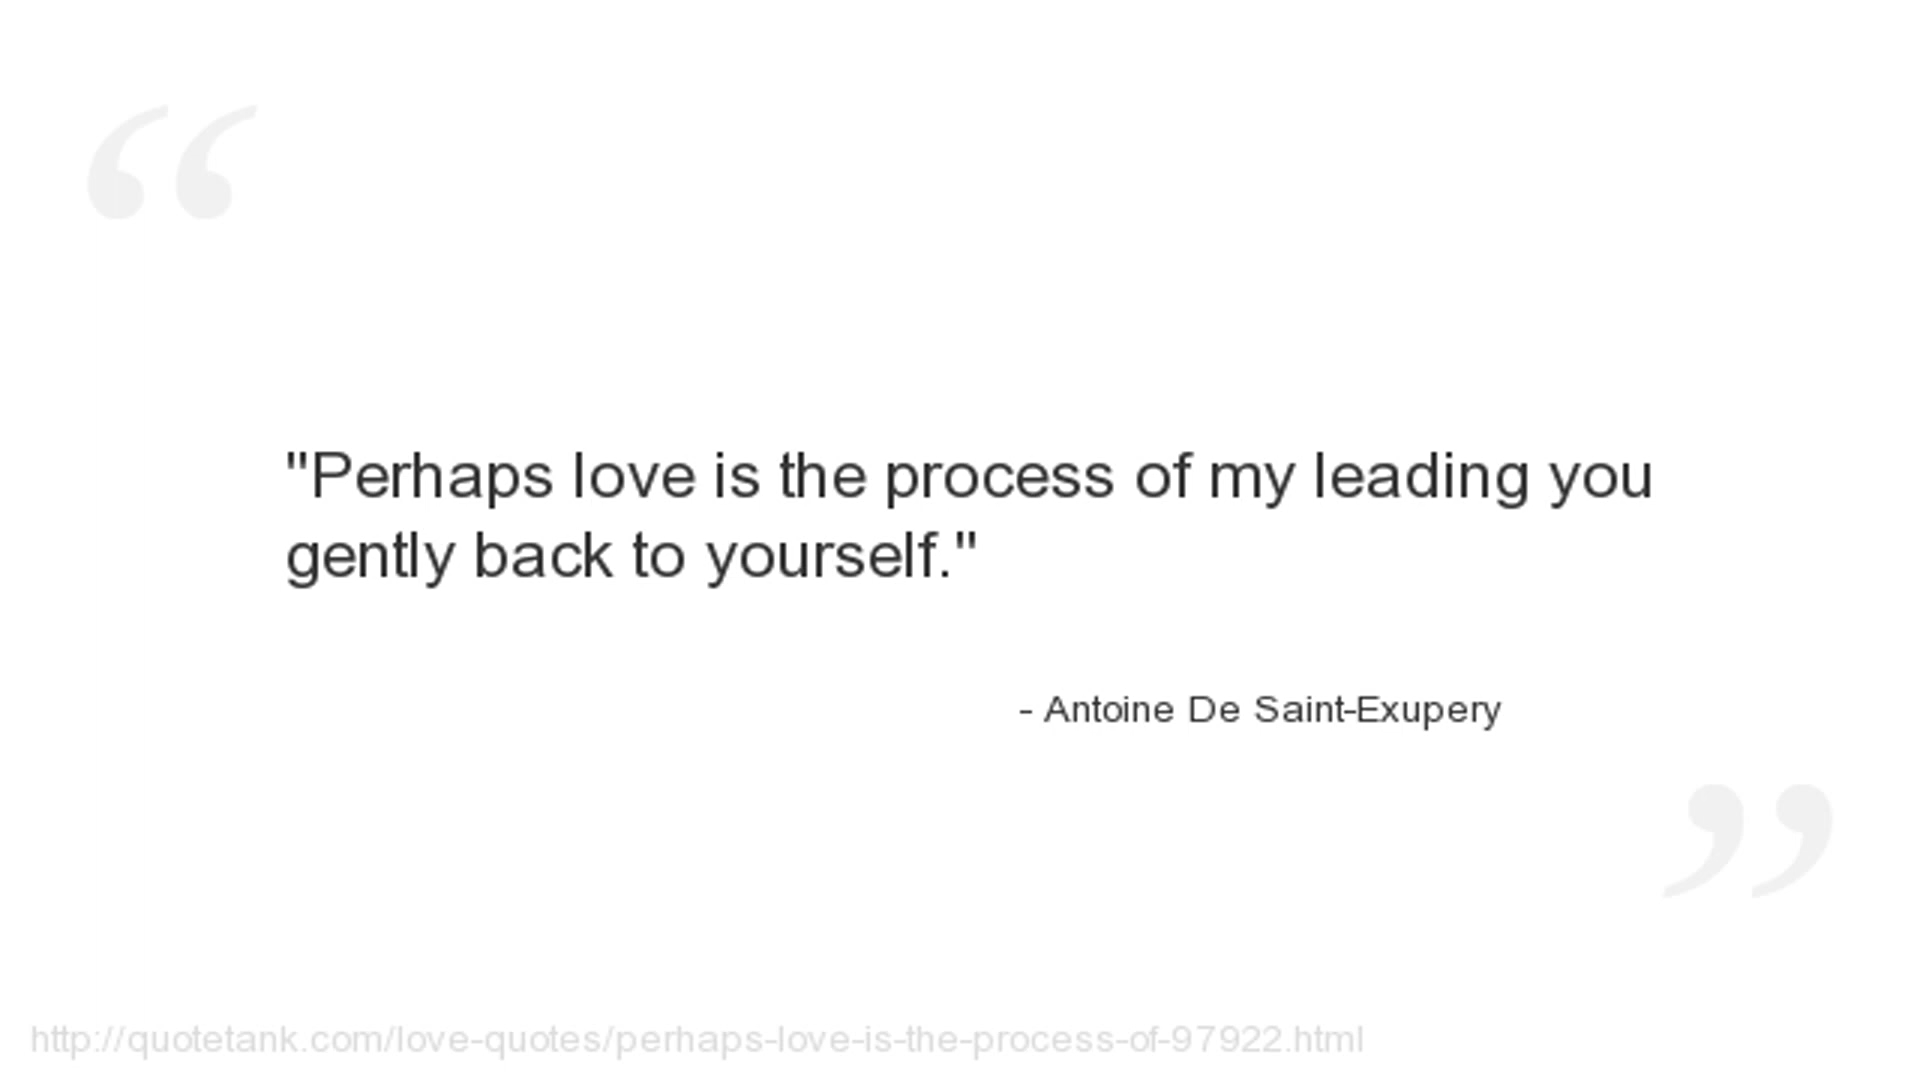 "Perhaps love is the process of my leading you
gently back to yourself."
- Antoine De Saint-Exupery
http://quotetank.com/love-quotes/perhaps-love-is-the-process-of-97922.html